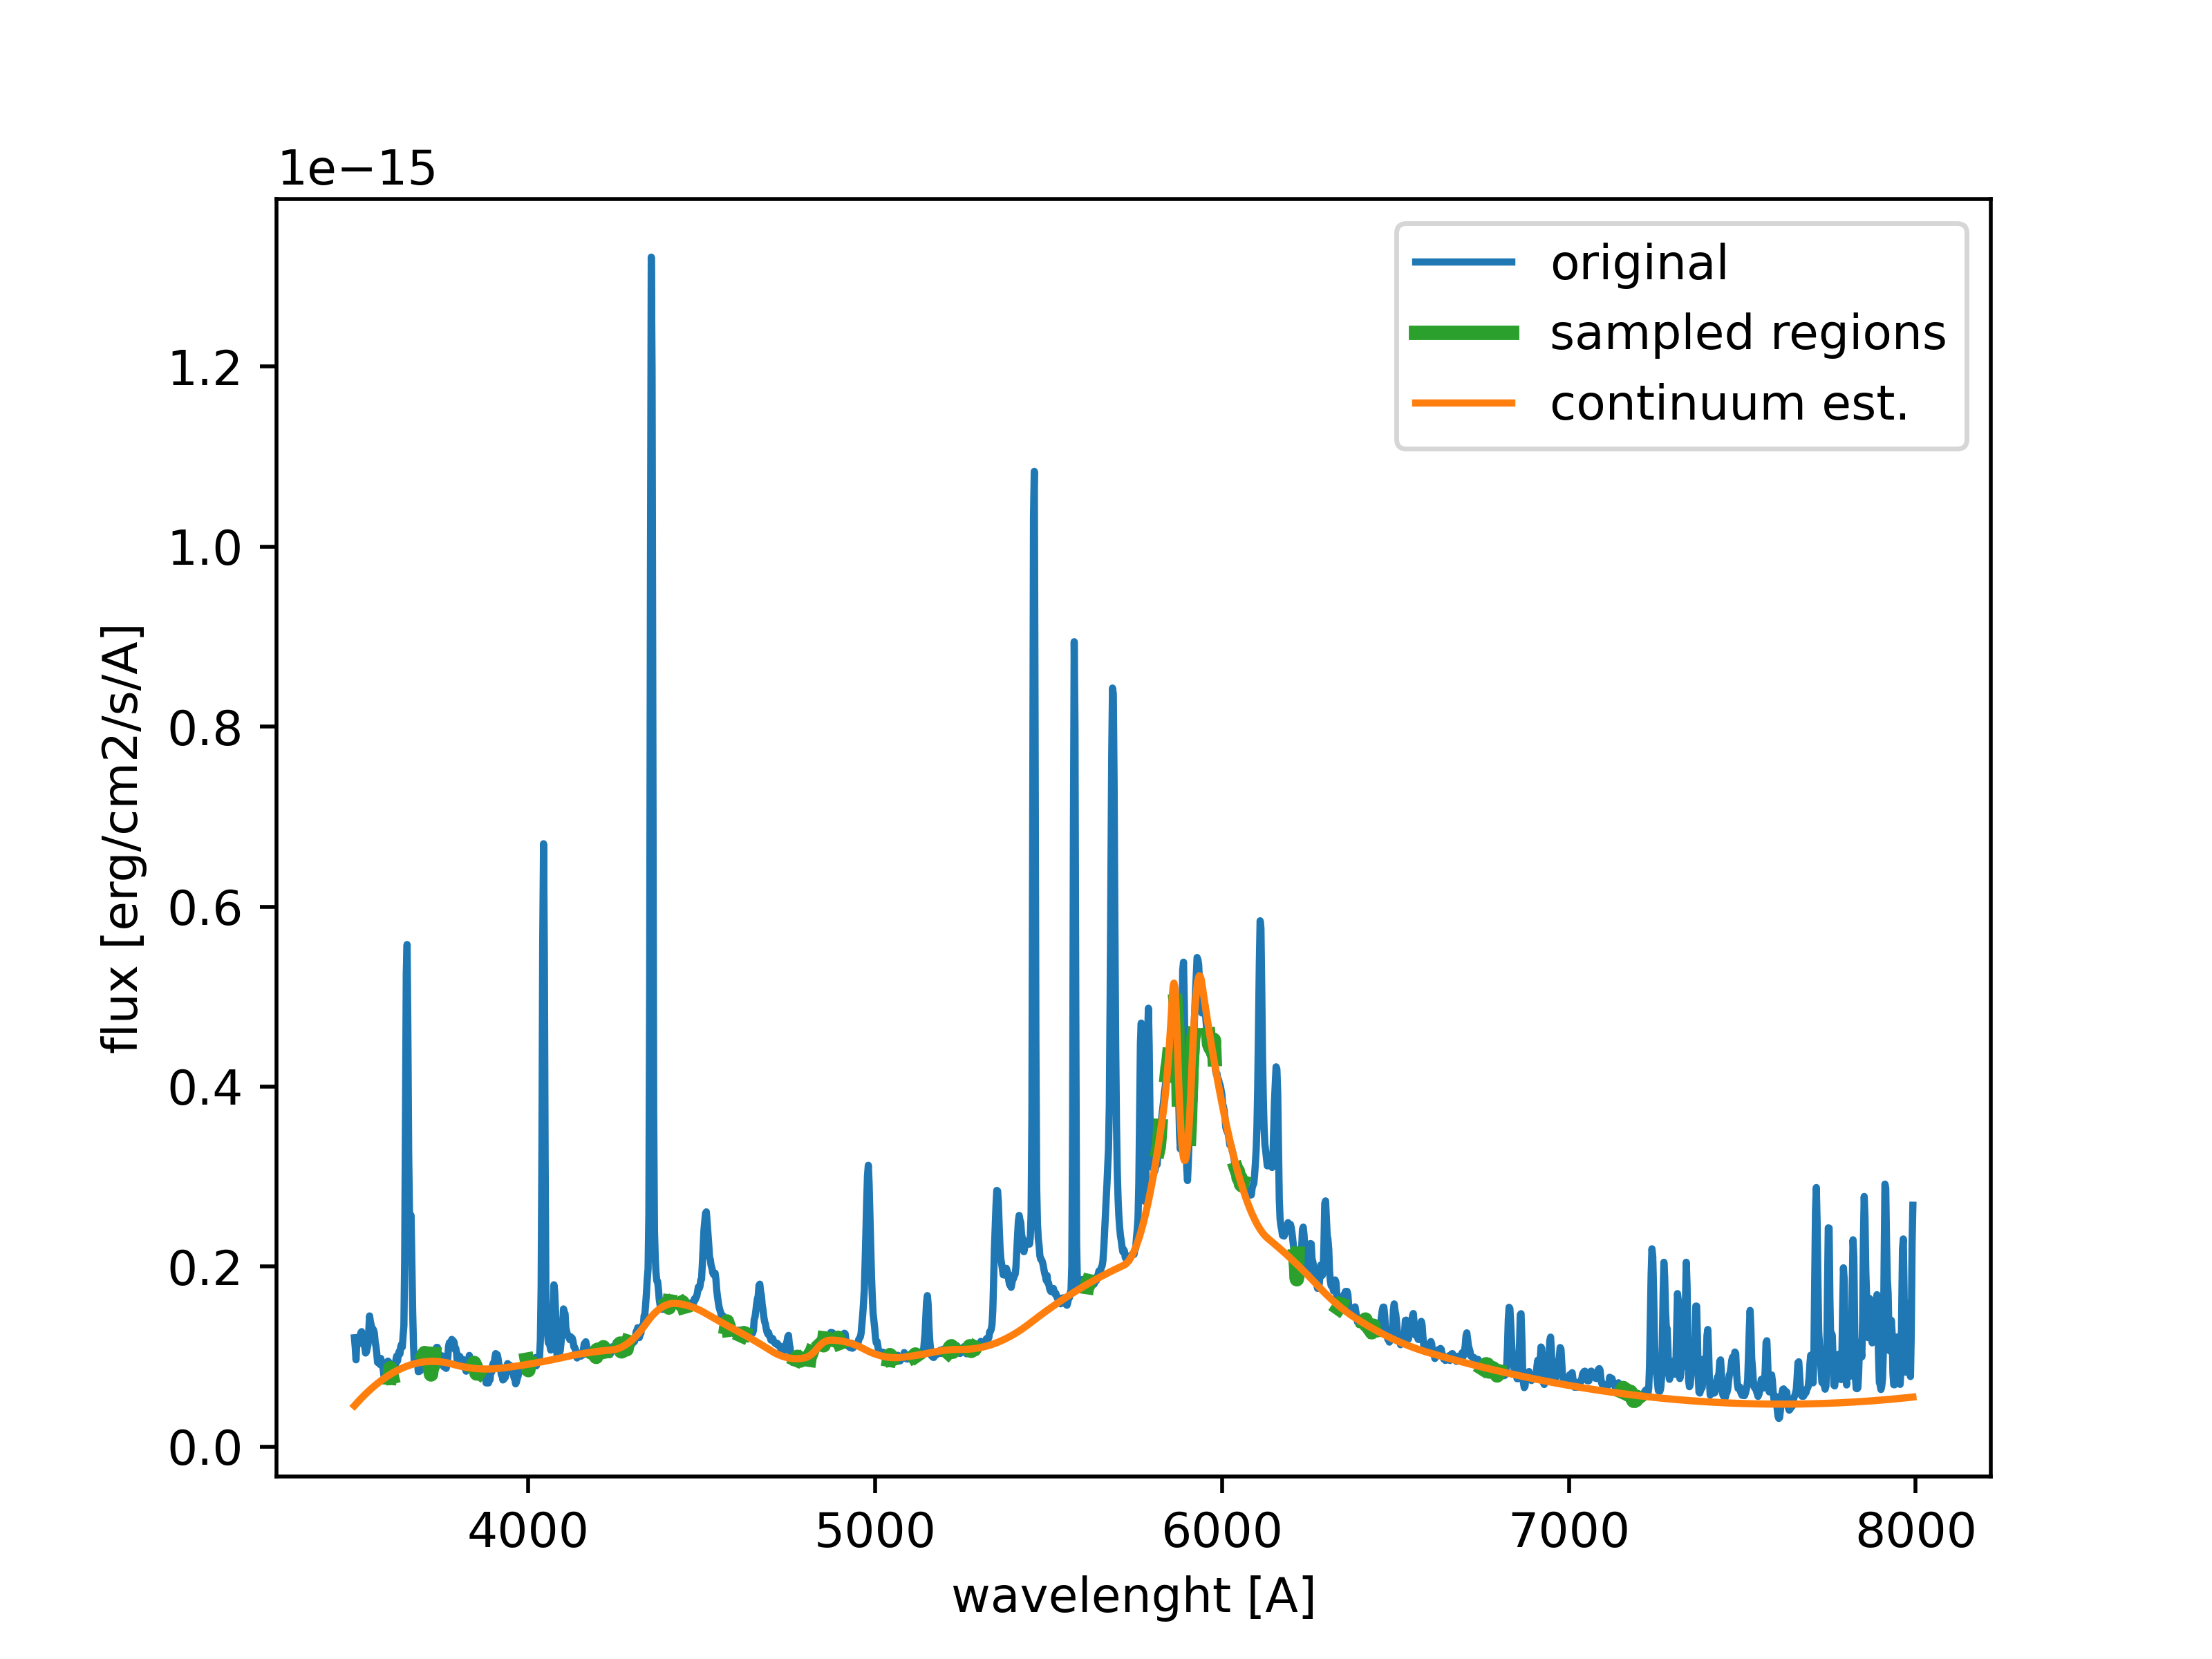 1e−15
original
sampled regions
continuum est.
1.2
1.0
0.8
0.6
0.4
0.2
0.0
flux [erg/cm2/s/A]
4000 5000 6000 7000 8000
wavelenght [A]